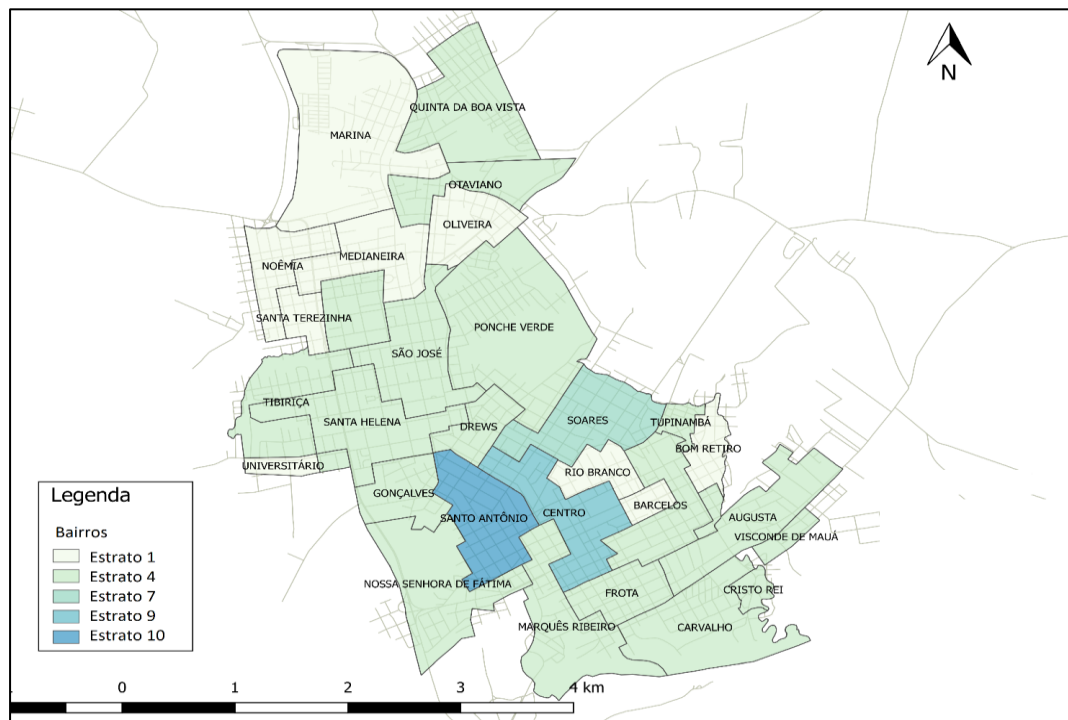 N
QUINTA DA BOA VISTA
MARINA
OTAVIANO
OLIVEIRA
MEDIANEIRA
NOÊMIA
SANTA TEREZINHA
PONCHE VERDE
SÃO JOSÉ
TIBIRIÇA
SANTA HELENA
DREWS
SOARES
TUPINAMBÁ
BOM RETIRO
UNIVERSITÁRIO
RIO BRANCO
GONÇALVES
BARCELOS
SANTO ANTÔNIO
CENTRO
AUGUSTA
VISCONDE DE MAUÁ
NOSSA SENHORA DE FÁTIMA
FROTA
CRISTO REI
MARQUÊS RIBEIRO
CARVALHO
Legenda
Bairros
Estrato 1
Estrato 4
Estrato 7
Estrato 9
Estrato 10
0 1 2 3 4 km